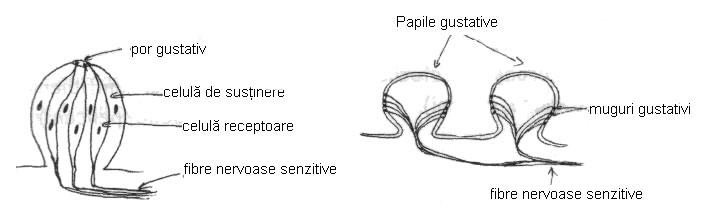 por gustativ
celulă de susținere
celulă receptoare
fibre nervoase senzitive
Papile gustative
muguri gustativi
fibre nervoase senzitive